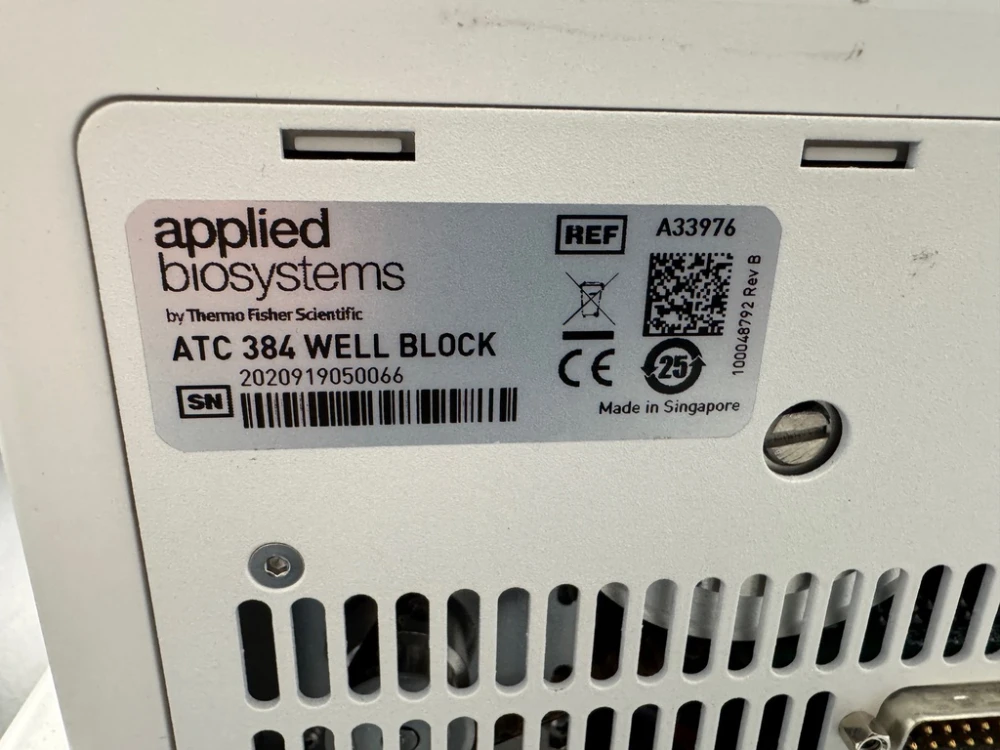 applied
biosystems
by Thermo Fisher Scientific
ATC 384 WELL BLOCK
SN
2020919050066
REF
A33976
100048792 Rev B
CE
25
Made in Singapore